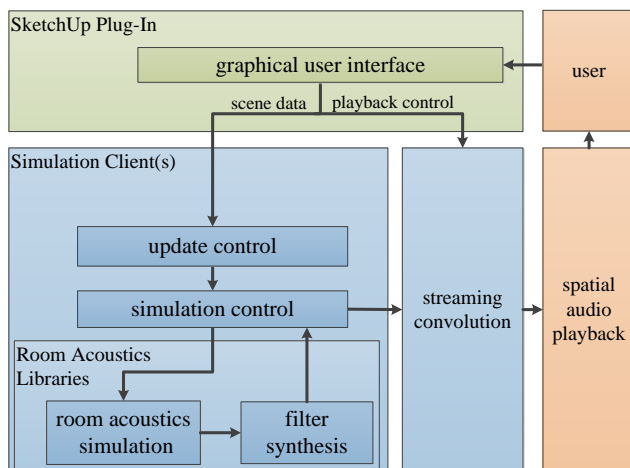 SketchUp Plug-In
graphical user interface
user
scene data
playback control
Simulation Client(s)
update control
simulation control
streaming
convolution
spatial
audio
playback
Room Acoustics
Libraries
room acoustics
simulation
filter
synthesis